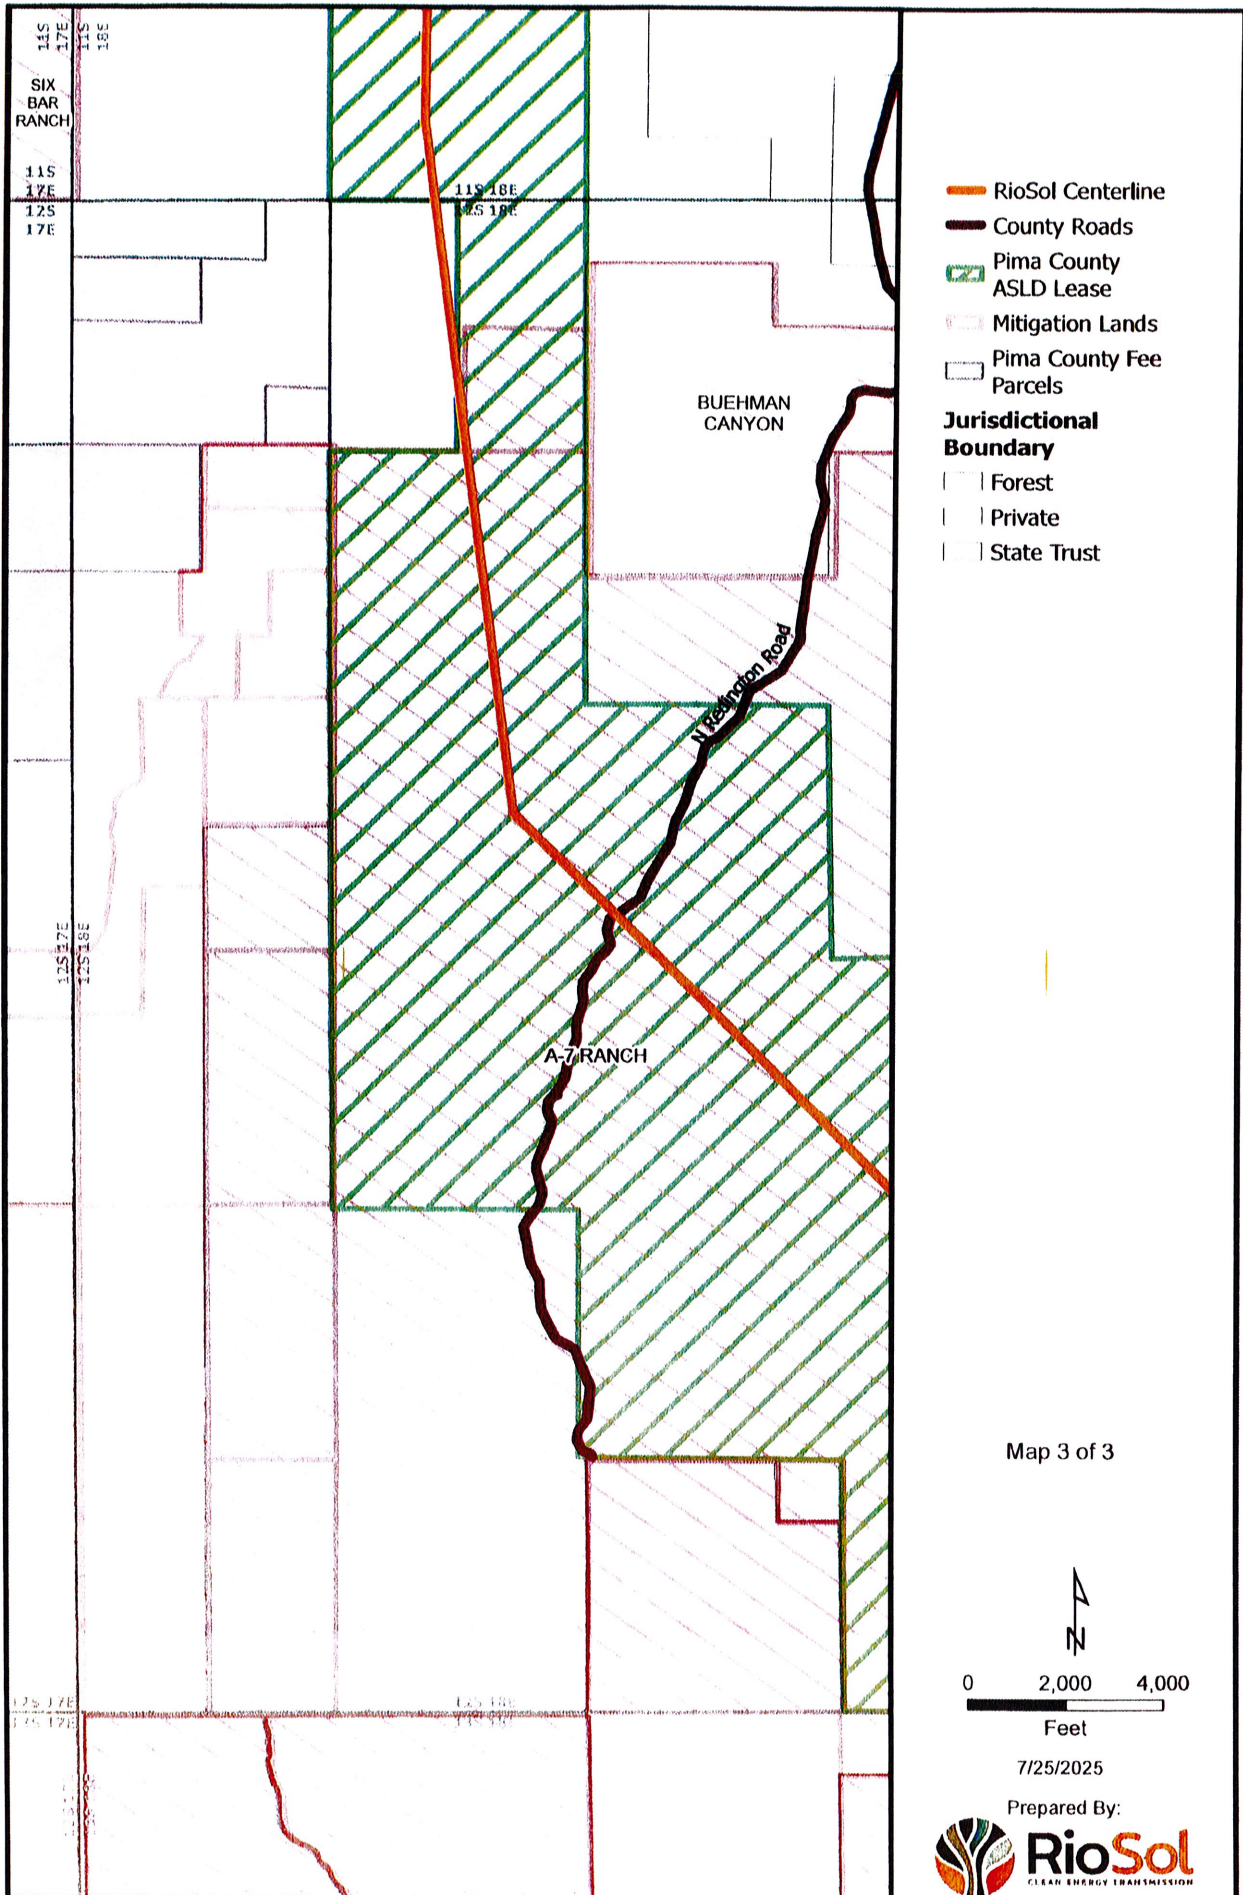 11S
17E
11S
18E
SIX
BAR
RANCH
11S
17E
12S
17E
11S 18E
12S 18E
BUEHMAN
CANYON
N Redington Road
12S 17E
12S 18E
A-7 RANCH
12S 17E
12S 18E
RioSol Centerline
County Roads
Pima County
ASLD Lease
Mitigation Lands
Pima County Fee
Parcels
Jurisdictional
Boundary
Forest
Private
State Trust
Map 3 of 3
N
0 2,000 4,000
Feet
7/25/2025
Prepared By:
RioSol
CLEAN ENERGY TRANSMISSION